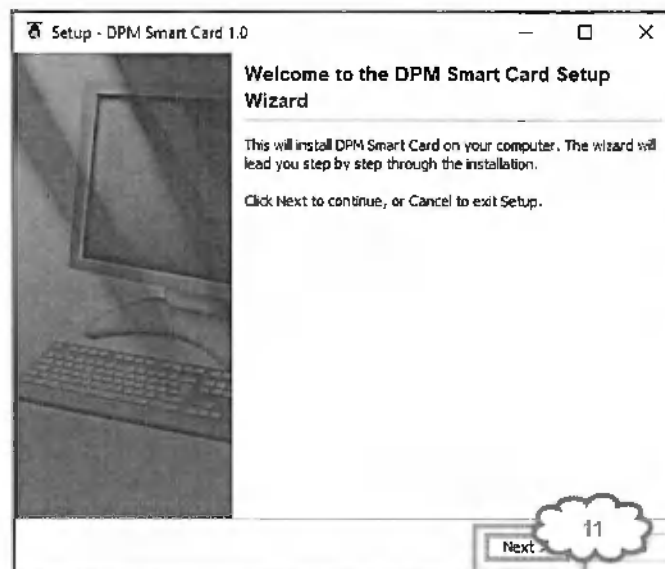 Setup - DPM Smart Card 1.0
Welcome to the DPM Smart Card Setup
Wizard
This will install DPM Smart Card on your computer. The wizard will
lead you step by step through the installation.
Click Next to continue, or Cancel to exit Setup.
11
Next >